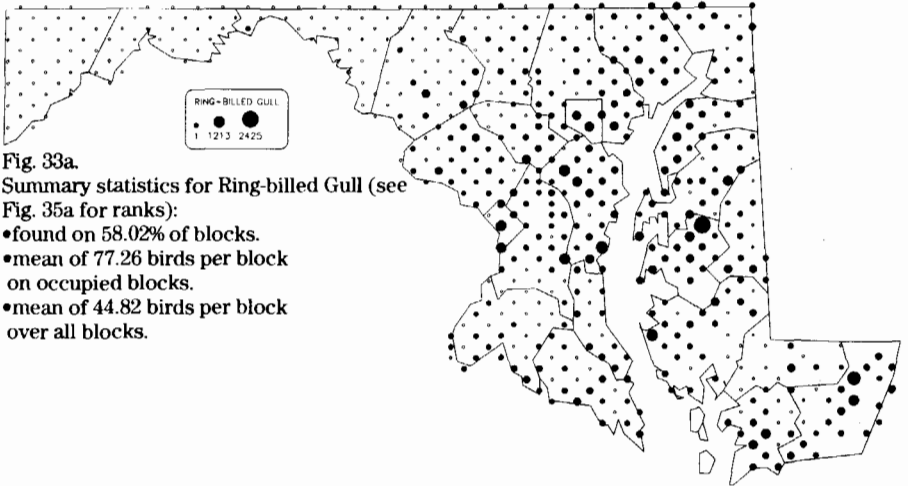 RING-BILLED GULL
1 1213 2425
Fig. 33a.
Summary statistics for Ring-billed Gull (see
Fig. 35a for ranks):
•found on 58.02% of blocks.
•mean of 77.26 birds per block
on occupied blocks.
•mean of 44.82 birds per block
over all blocks.